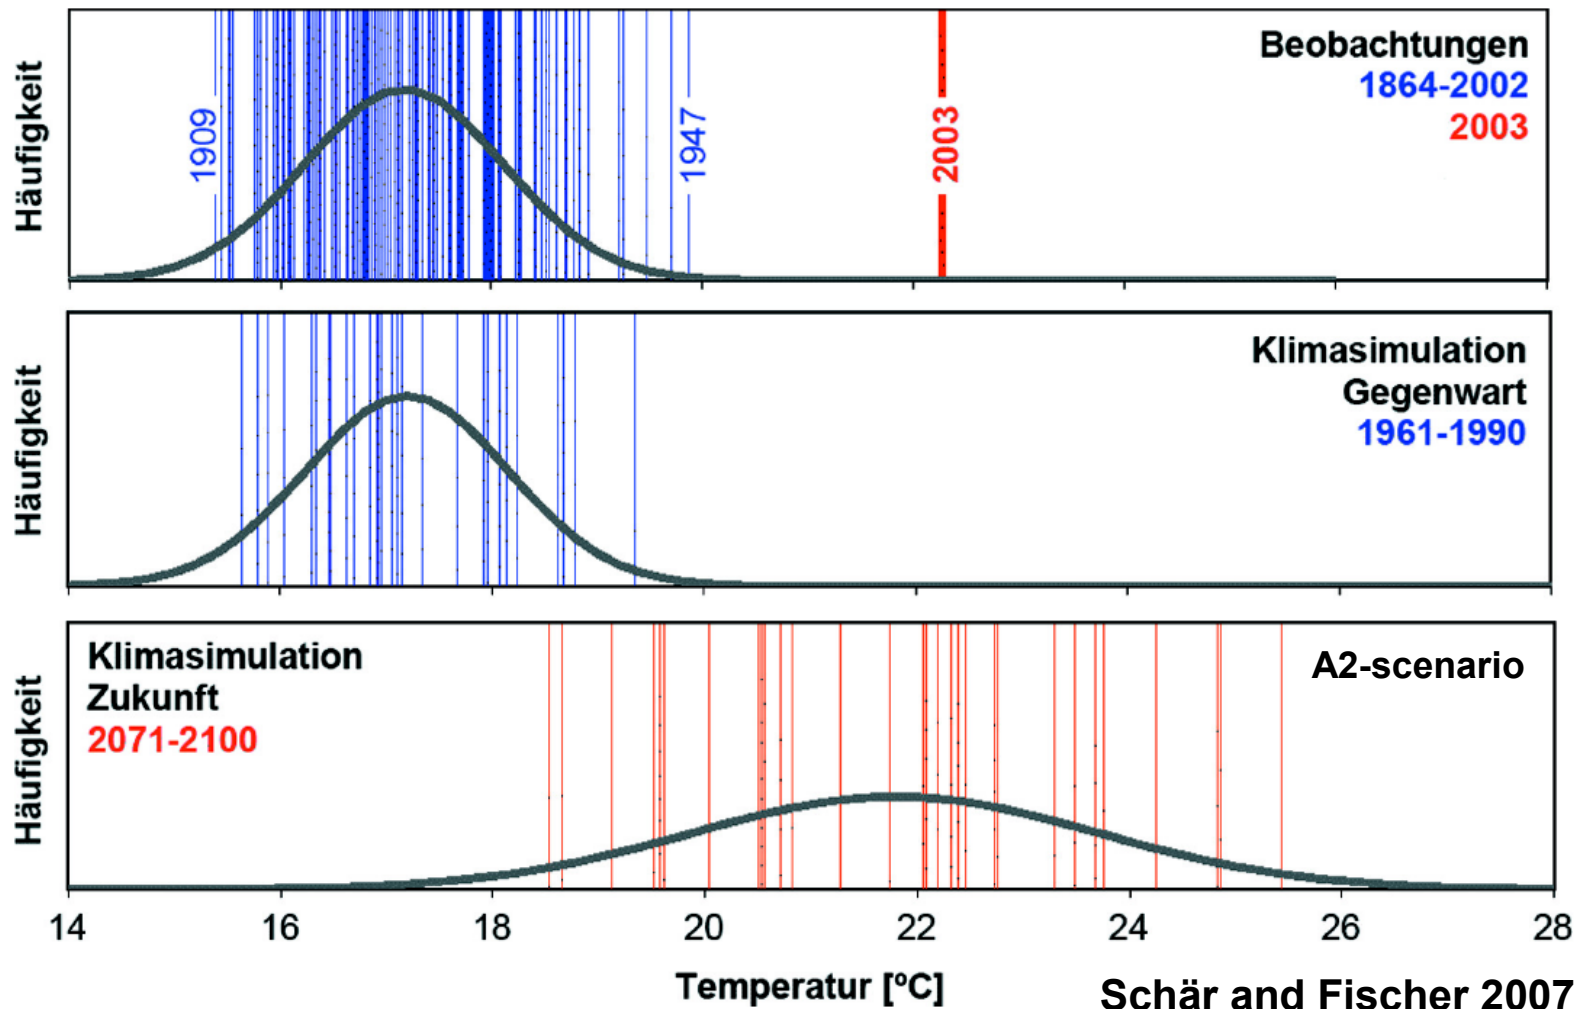 Häufigkeit
1909
1947
2003
Beobachtungen
1864-2002
2003
Häufigkeit
Klimasimulation
Gegenwart
1961-1990
Häufigkeit
Klimasimulation
Zukunft
2071-2100
A2-scenario
14 16 18 20 22 24 26 28
Temperatur [ºC]
Schär and Fischer 2007